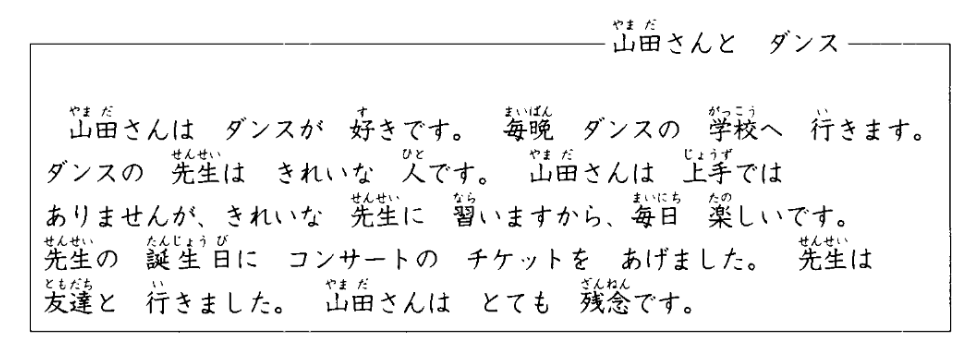 山田さんと ダンス
山田さんは ダンスが 好きです。 毎晩 ダンスの 学校へ 行きます。
ダンスの 先生は きれいな 人です。 山田さんは 上手では
ありませんが、きれいな 先生に 習いますから、毎日 楽しいです。
先生の 誕生日に コンサートの チケットを あげました。 先生は
友達と 行きました。 山田さんは とても 残念です。